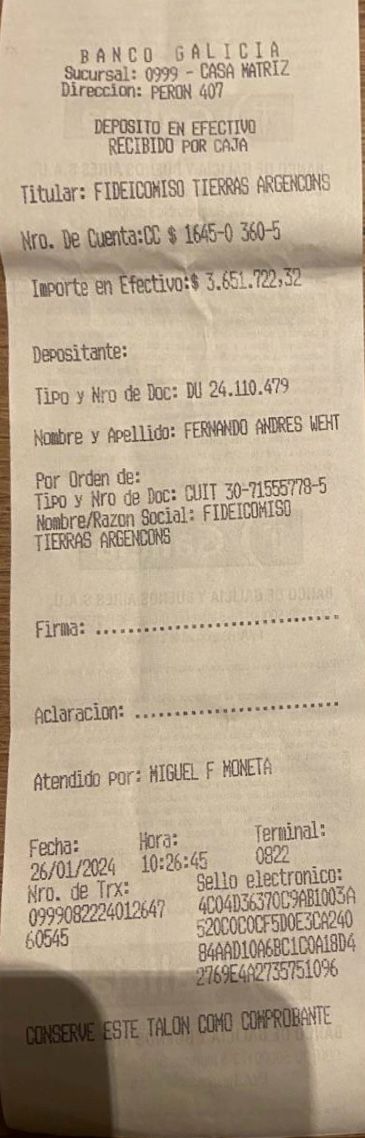 BANCO GALICIA
Sucursal: 0999 - CASA MATRIZ
Direccion: PERON 407
DEPOSITO EN EFECTIVO
RECIBIDO POR CAJA
Titular: FIDEICOMISO TIERRAS ARGENCONS
Nro. De Cuenta:CC $ 1645-0 360-5
Importe en Efectivo:$ 3.651.722,32
Depositante:
Tipo y Nro de Doc: DU 24.110.479
Nombre y Apellido: FERNANDO ANDRES WEHT
Por Orden de:
Tipo y Nro de Doc: CUIT 30-71555778-5
Nombre/Razon Social: FIDEICOMISO
TIERRAS ARGENCONS
Firma: ..............................
Aclaracion: .........................
Atendido por: MIGUEL F MONETA
Fecha: Hora: Terminal:
26/01/2024 10:26:45 0822
Nro. de Trx: Sello electronico:
0999082224012647 4C04D36370C9AB1003A
60545 520C0C0CF5D0E3CA240
84AAD10A6BC1C0A18D4
2769E4A2735751096
CONSERVE ESTE TALON COMO COMPROBANTE